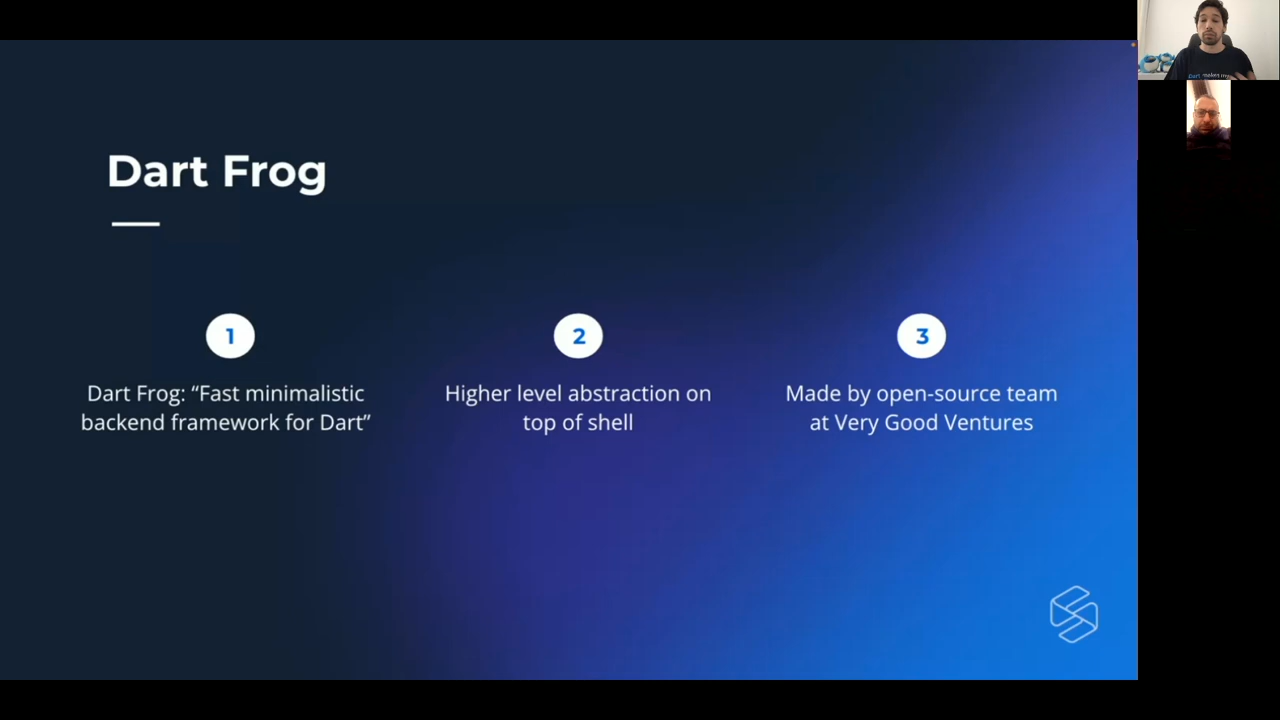 Dart Frog
1
Dart Frog: “Fast minimalistic
backend framework for Dart”
2
Higher level abstraction on
top of shell
3
Made by open-source team
at Very Good Ventures